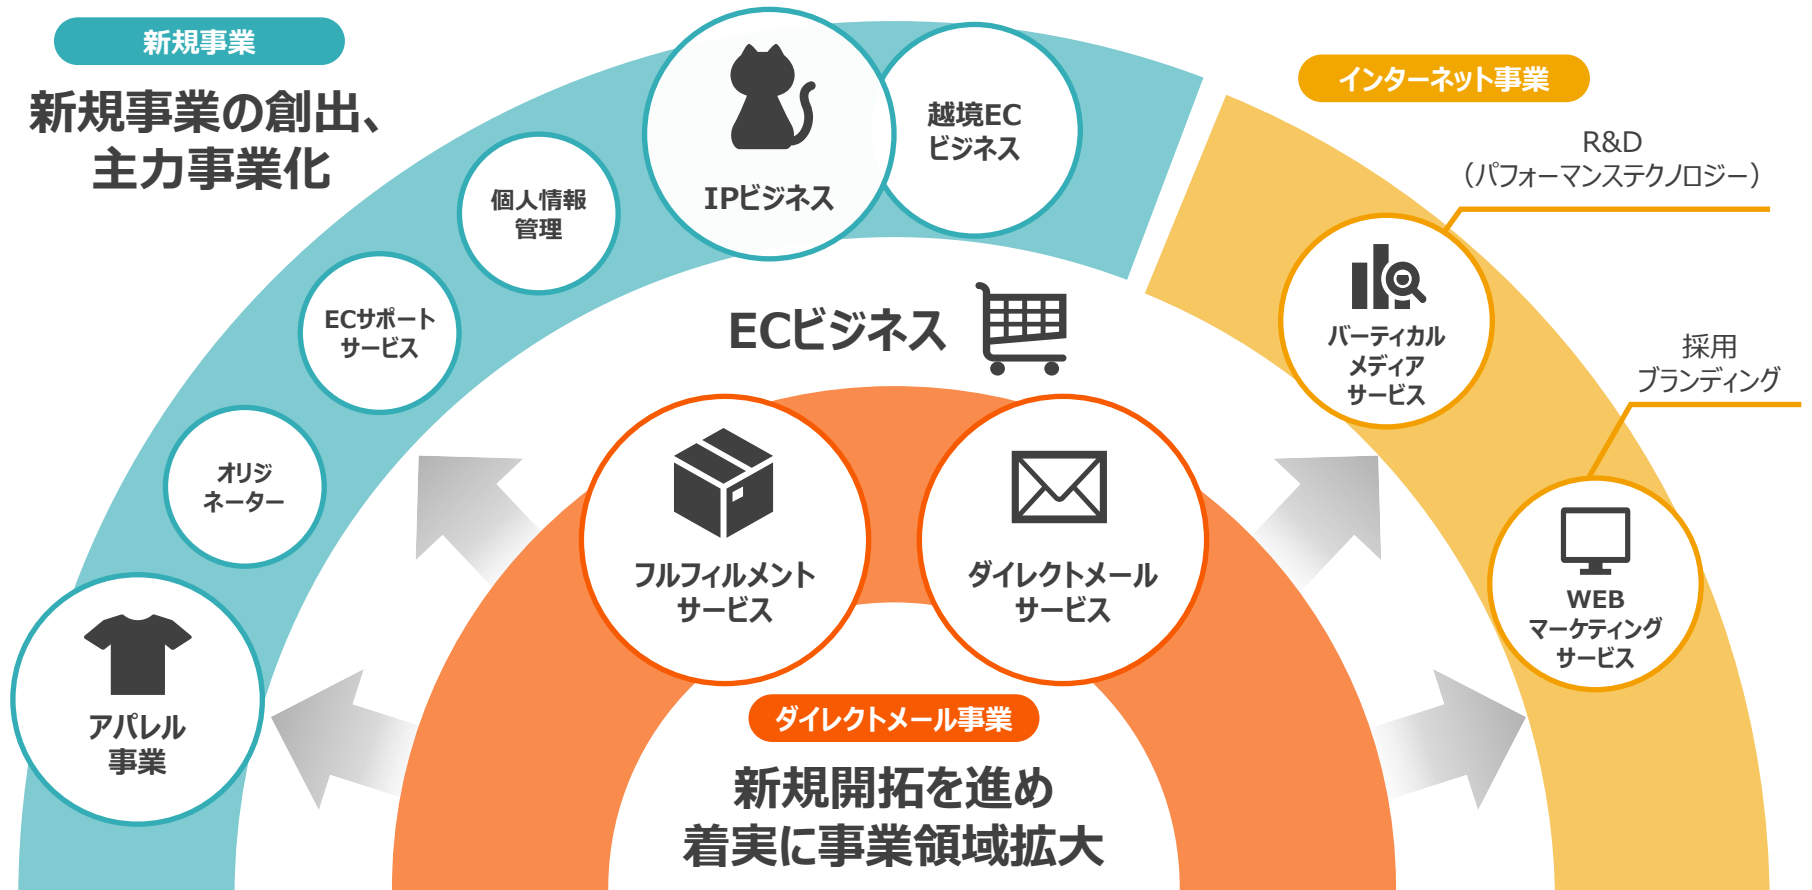 新規事業
新規事業の創出、
主力事業化
IPビジネス
越境EC
ビジネス
個人情報
管理
ECサポート
サービス
オリジ
ネーター
アパレル
事業
インターネット事業
R&D
（パフォーマンステクノロジー）
バーティカル
メディア
サービス
採用
ブランディング
WEB
マーケティング
サービス
ECビジネス
フルフィルメント
サービス
ダイレクトメール
サービス
ダイレクトメール事業
新規開拓を進め
着実に事業領域拡大